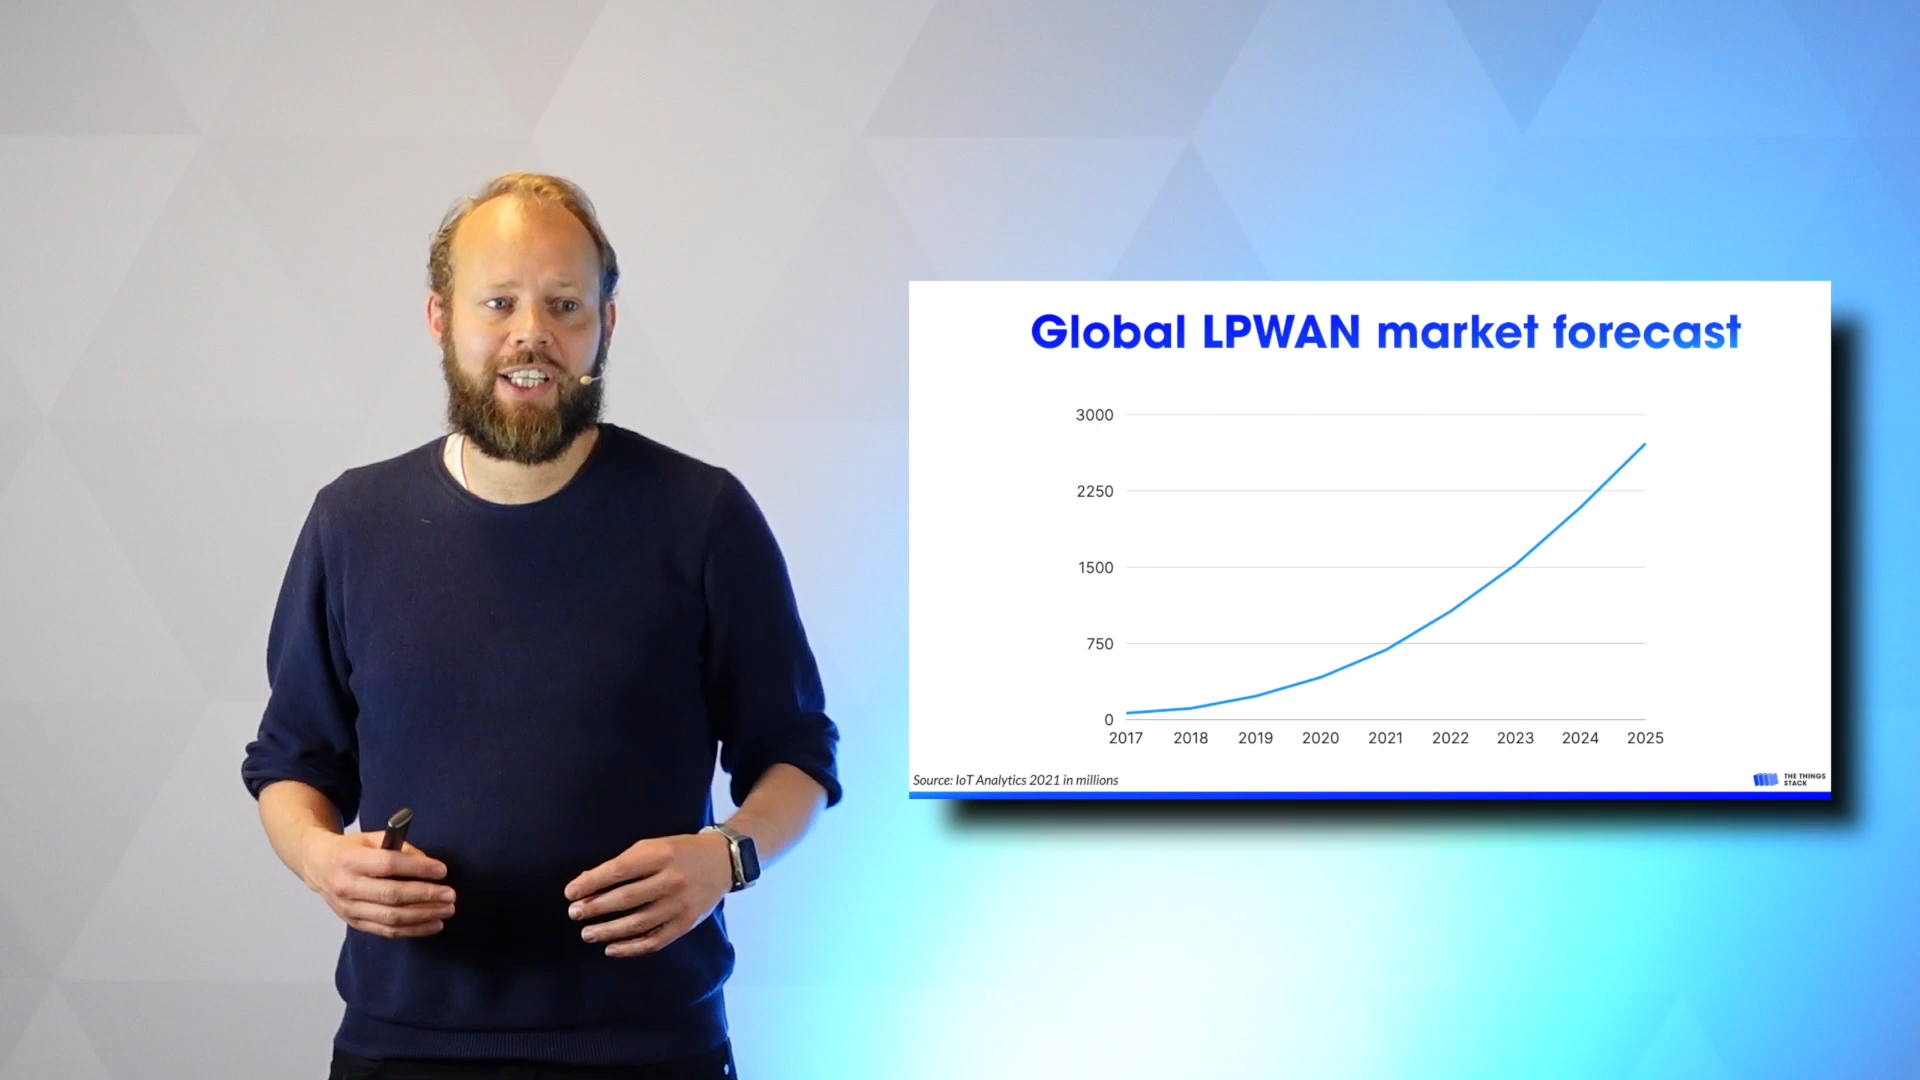 Global LPWAN market forecast
3000
2250
1500
750
0
2017 2018 2019 2020 2021 2022 2023 2024 2025
Source: IoT Analytics 2021 in millions
THE THINGS
STACK